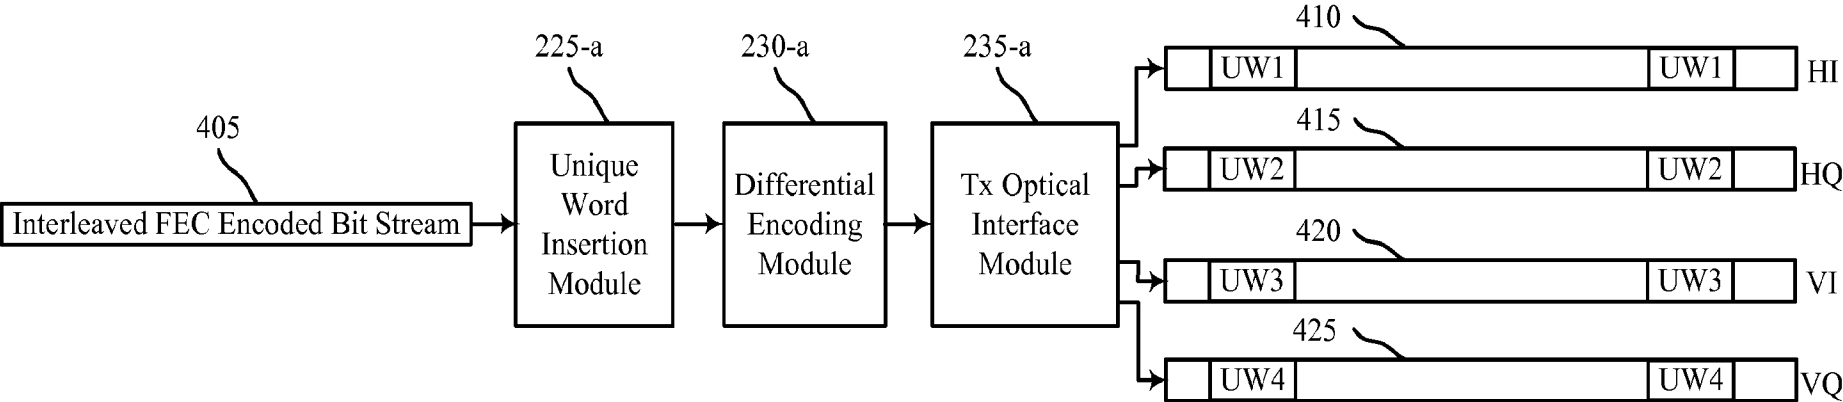 410
225-a
230-a
235-a
UW1
UW1
HI
405
415
Unique
Word
Insertion
Module
Differential
Encoding
Module
Tx Optical
Interface
Module
UW2
UW2
HQ
Interleaved FEC Encoded Bit Stream
420
UW3
UW3
VI
425
UW4
UW4
VQ